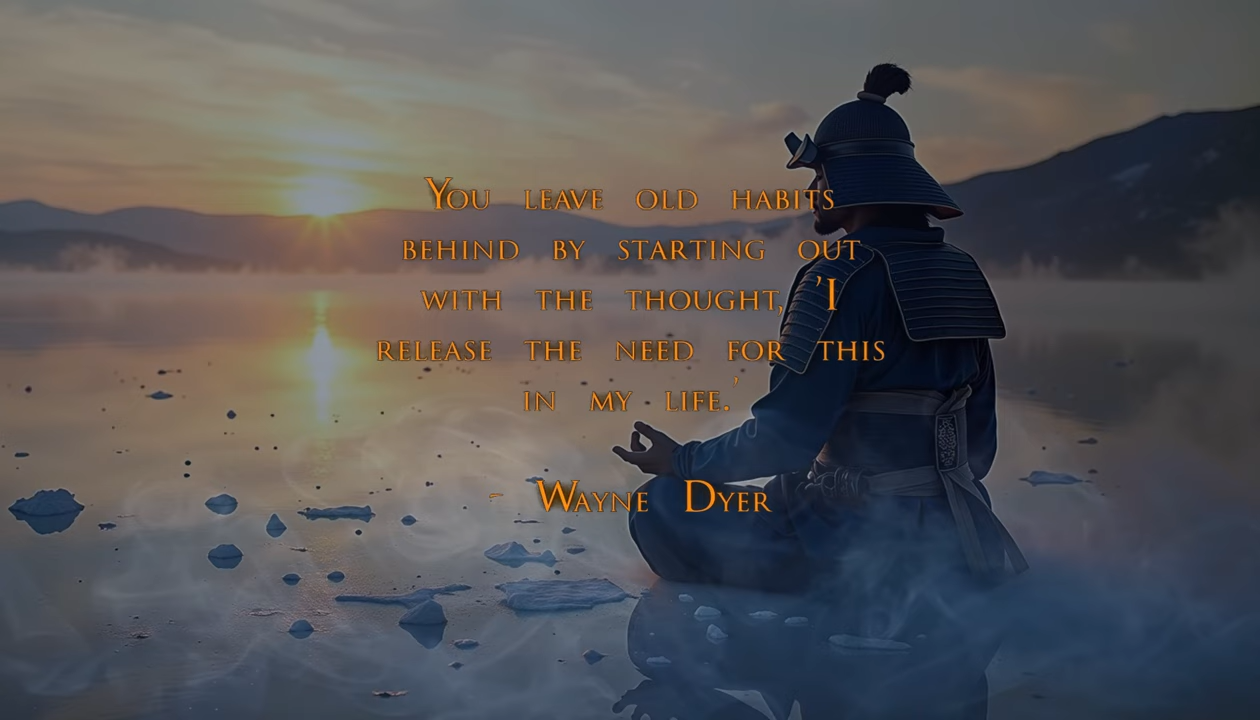 You leave old habits
behind by starting out
with the thought, 'I
release the need for this
in my life.'
- Wayne Dyer